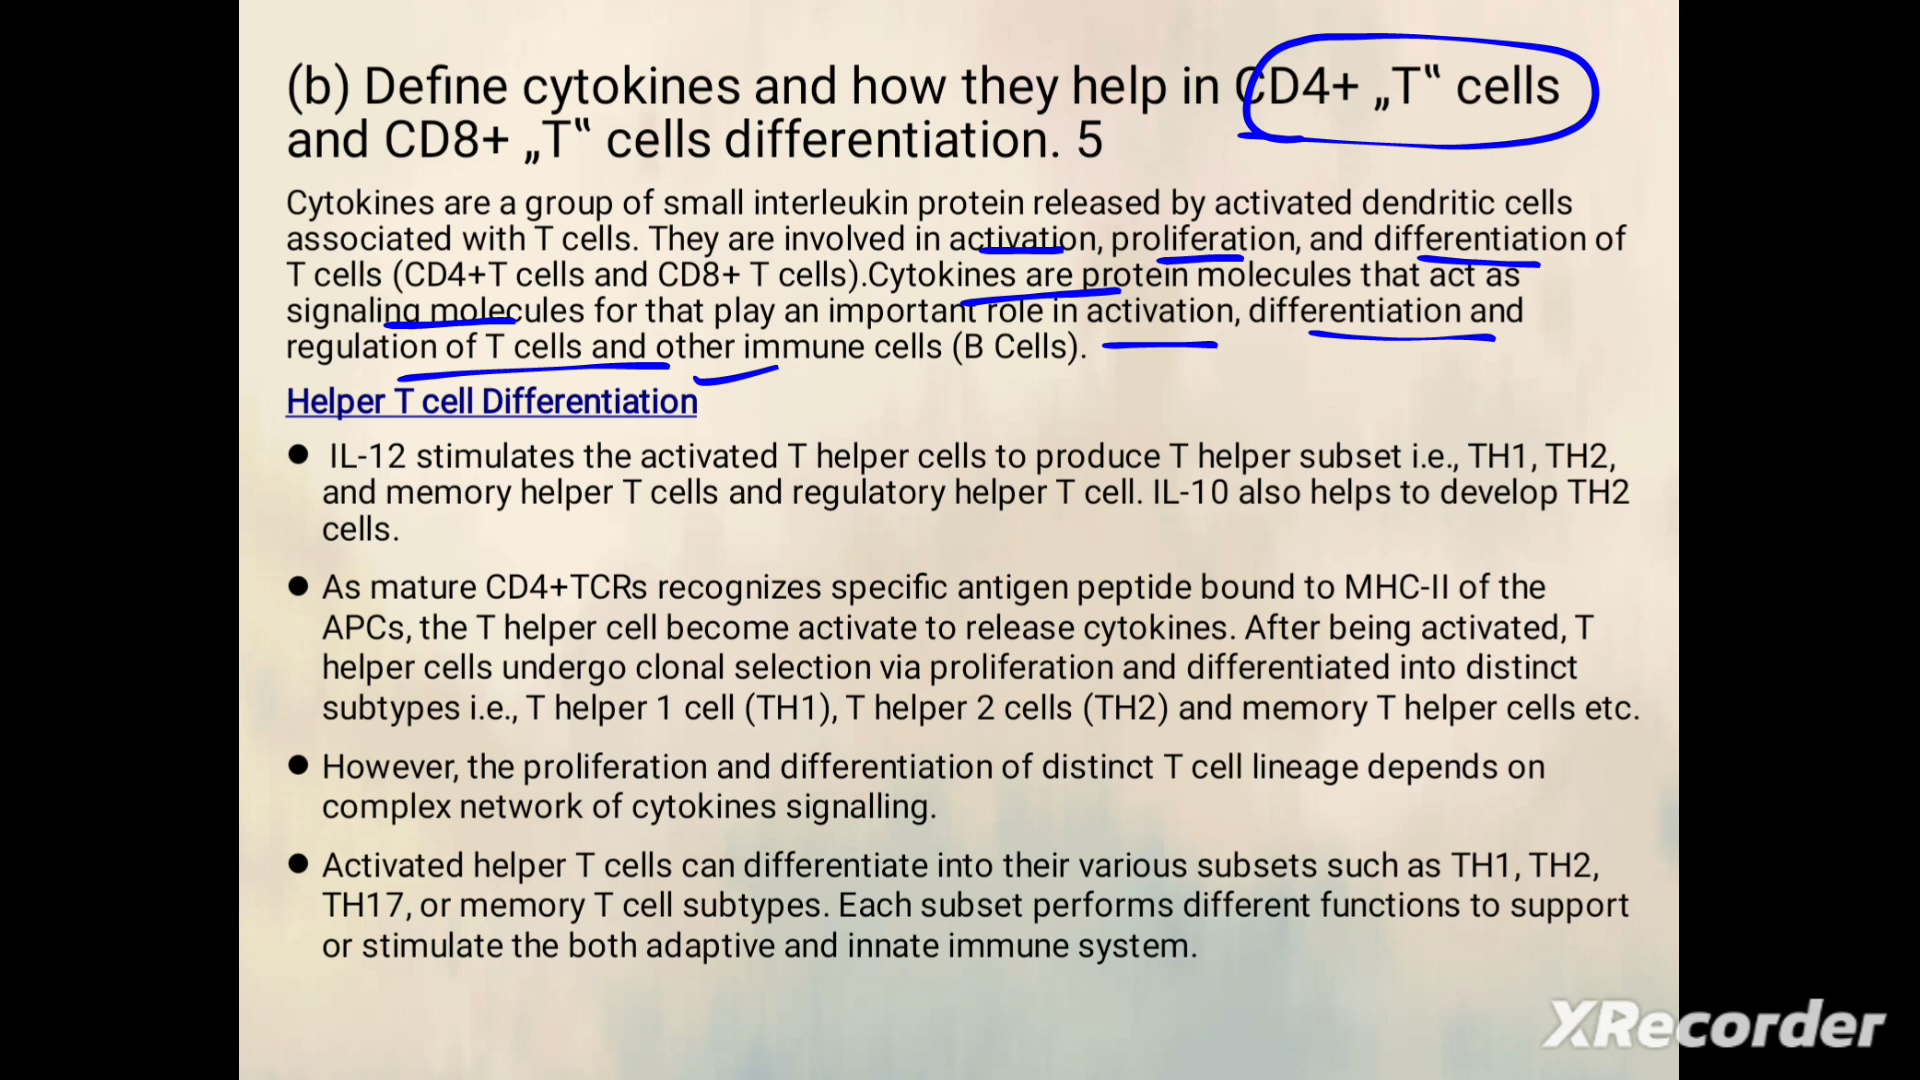 (b) Define cytokines and how they help in CD4+ „T‟ cells
and CD8+ „T‟ cells differentiation. 5
Cytokines are a group of small interleukin protein released by activated dendritic cells
associated with T cells. They are involved in activation, proliferation, and differentiation of
T cells (CD4+T cells and CD8+ T cells).Cytokines are protein molecules that act as
signaling molecules for that play an important role in activation, differentiation and
regulation of T cells and other immune cells (B Cells).
Helper T cell Differentiation
● IL-12 stimulates the activated T helper cells to produce T helper subset i.e., TH1, TH2,
and memory helper T cells and regulatory helper T cell. IL-10 also helps to develop TH2
cells.
● As mature CD4+TCRs recognizes specific antigen peptide bound to MHC-II of the
APCs, the T helper cell become activate to release cytokines. After being activated, T
helper cells undergo clonal selection via proliferation and differentiated into distinct
subtypes i.e., T helper 1 cell (TH1), T helper 2 cells (TH2) and memory T helper cells etc.
● However, the proliferation and differentiation of distinct T cell lineage depends on
complex network of cytokines signalling.
● Activated helper T cells can differentiate into their various subsets such as TH1, TH2,
TH17, or memory T cell subtypes. Each subset performs different functions to support
or stimulate the both adaptive and innate immune system.
XRecorder